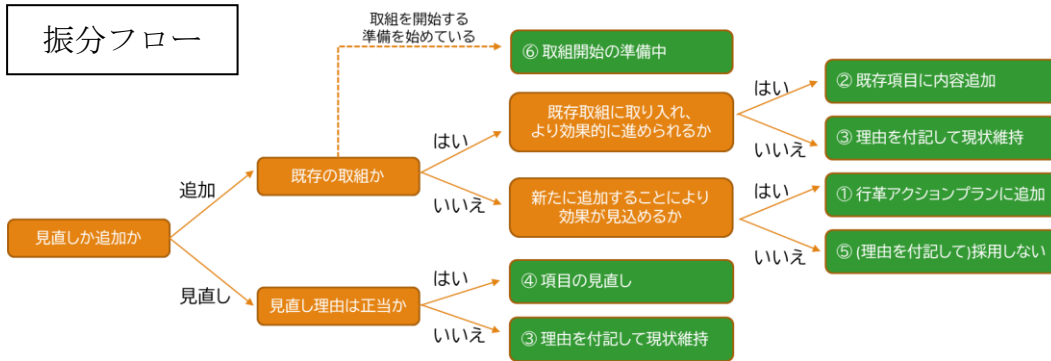 振分フロー
取組を開始する
準備を始めている
⑥ 取組開始の準備中
はい
② 既存項目に内容追加
既存取組に取り入れ、
より効果的に進められるか
はい
いいえ
③ 理由を付記して現状維持
追加
既存の取組か
いいえ
新たに追加することにより
効果が見込めるか
はい
① 行革アクションプランに追加
見直しか追加か
いいえ
⑤ (理由を付記して)採用しない
見直し
見直し理由は正当か
はい
④ 項目の見直し
いいえ
③ 理由を付記して現状維持